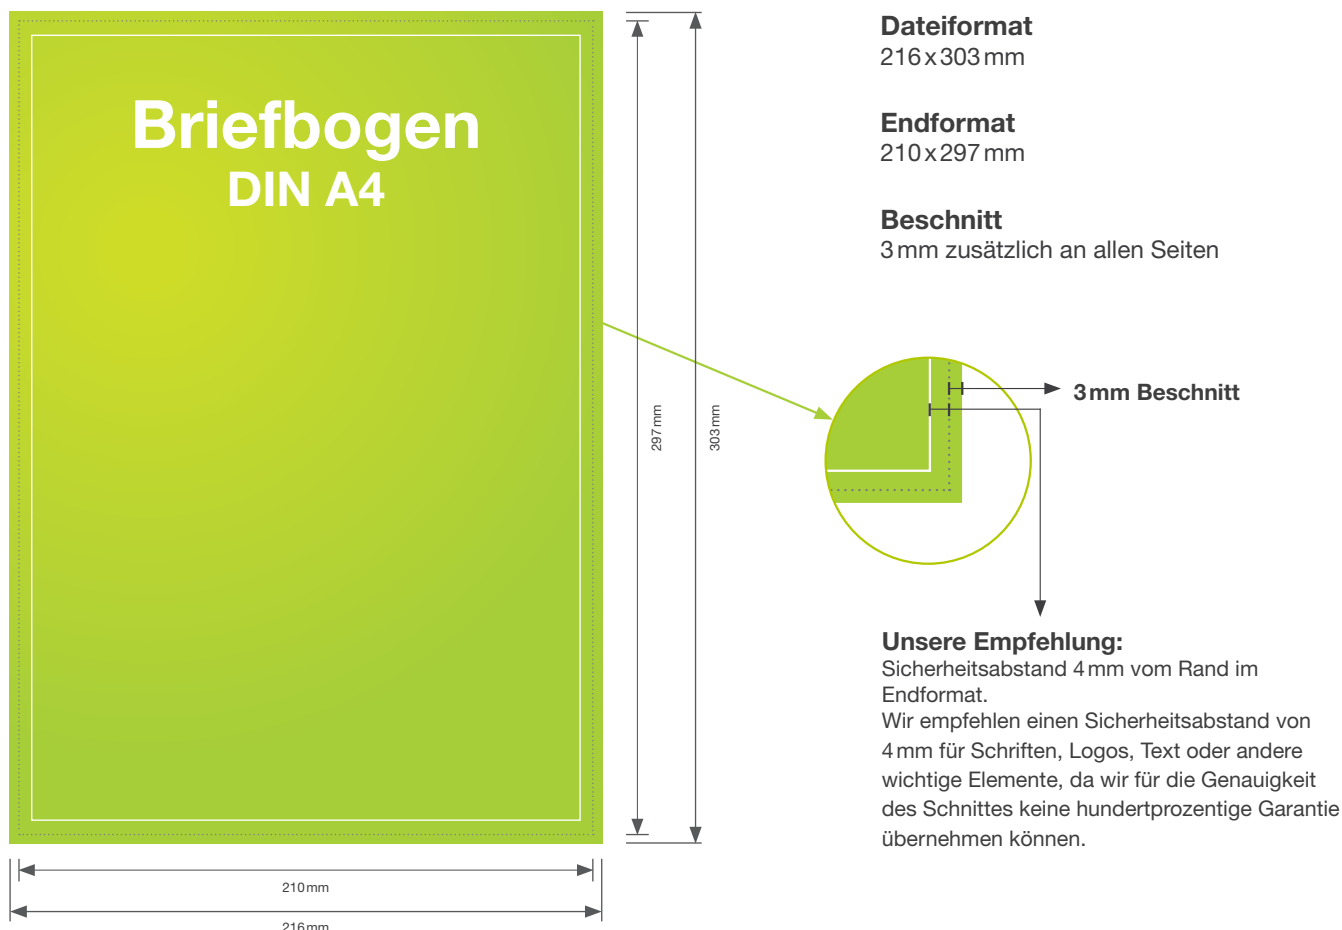 Briefbogen
DIN A4
297 mm
303 mm
210 mm
216 mm
Dateiformat
216 x 303 mm
Endformat
210 x 297 mm
Beschnitt
3 mm zusätzlich an allen Seiten
3 mm Beschnitt
Unsere Empfehlung:
Sicherheitsabstand 4 mm vom Rand im
Endformat.
Wir empfehlen einen Sicherheitsabstand von
4 mm für Schriften, Logos, Text oder andere
wichtige Elemente, da wir für die Genauigkeit
des Schnittes keine hundertprozentige Garantie
übernehmen können.